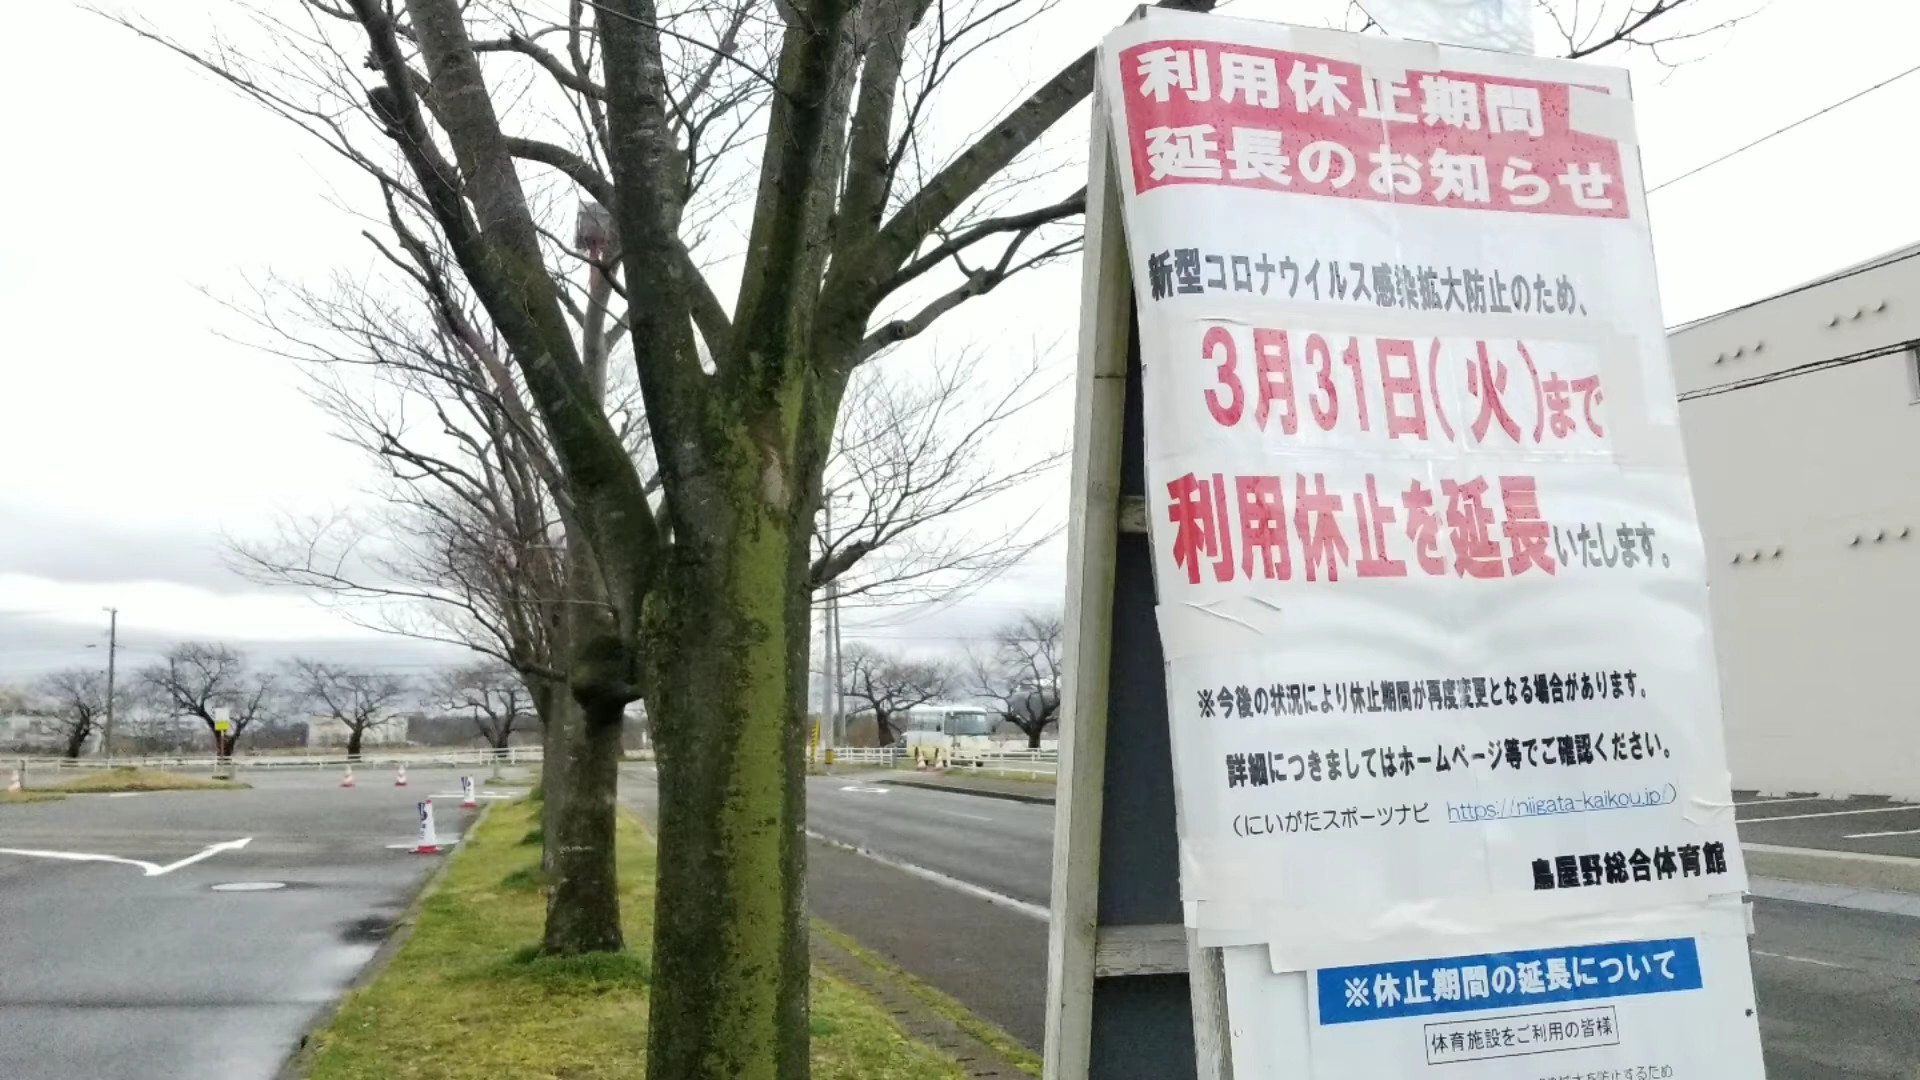 利用休止期間
延長のお知らせ
新型コロナウイルス感染拡大防止のため、
3月31日(火)まで
利用休止を延長いたします。
※今後の状況により休止期間が再度変更となる場合があります。
詳細につきましてはホームページ等でご確認ください。
(にいがたスポーツナビ https://niigata-kaikou.jp/)
鳥屋野総合体育館
※休止期間の延長について
体育施設をご利用の皆様